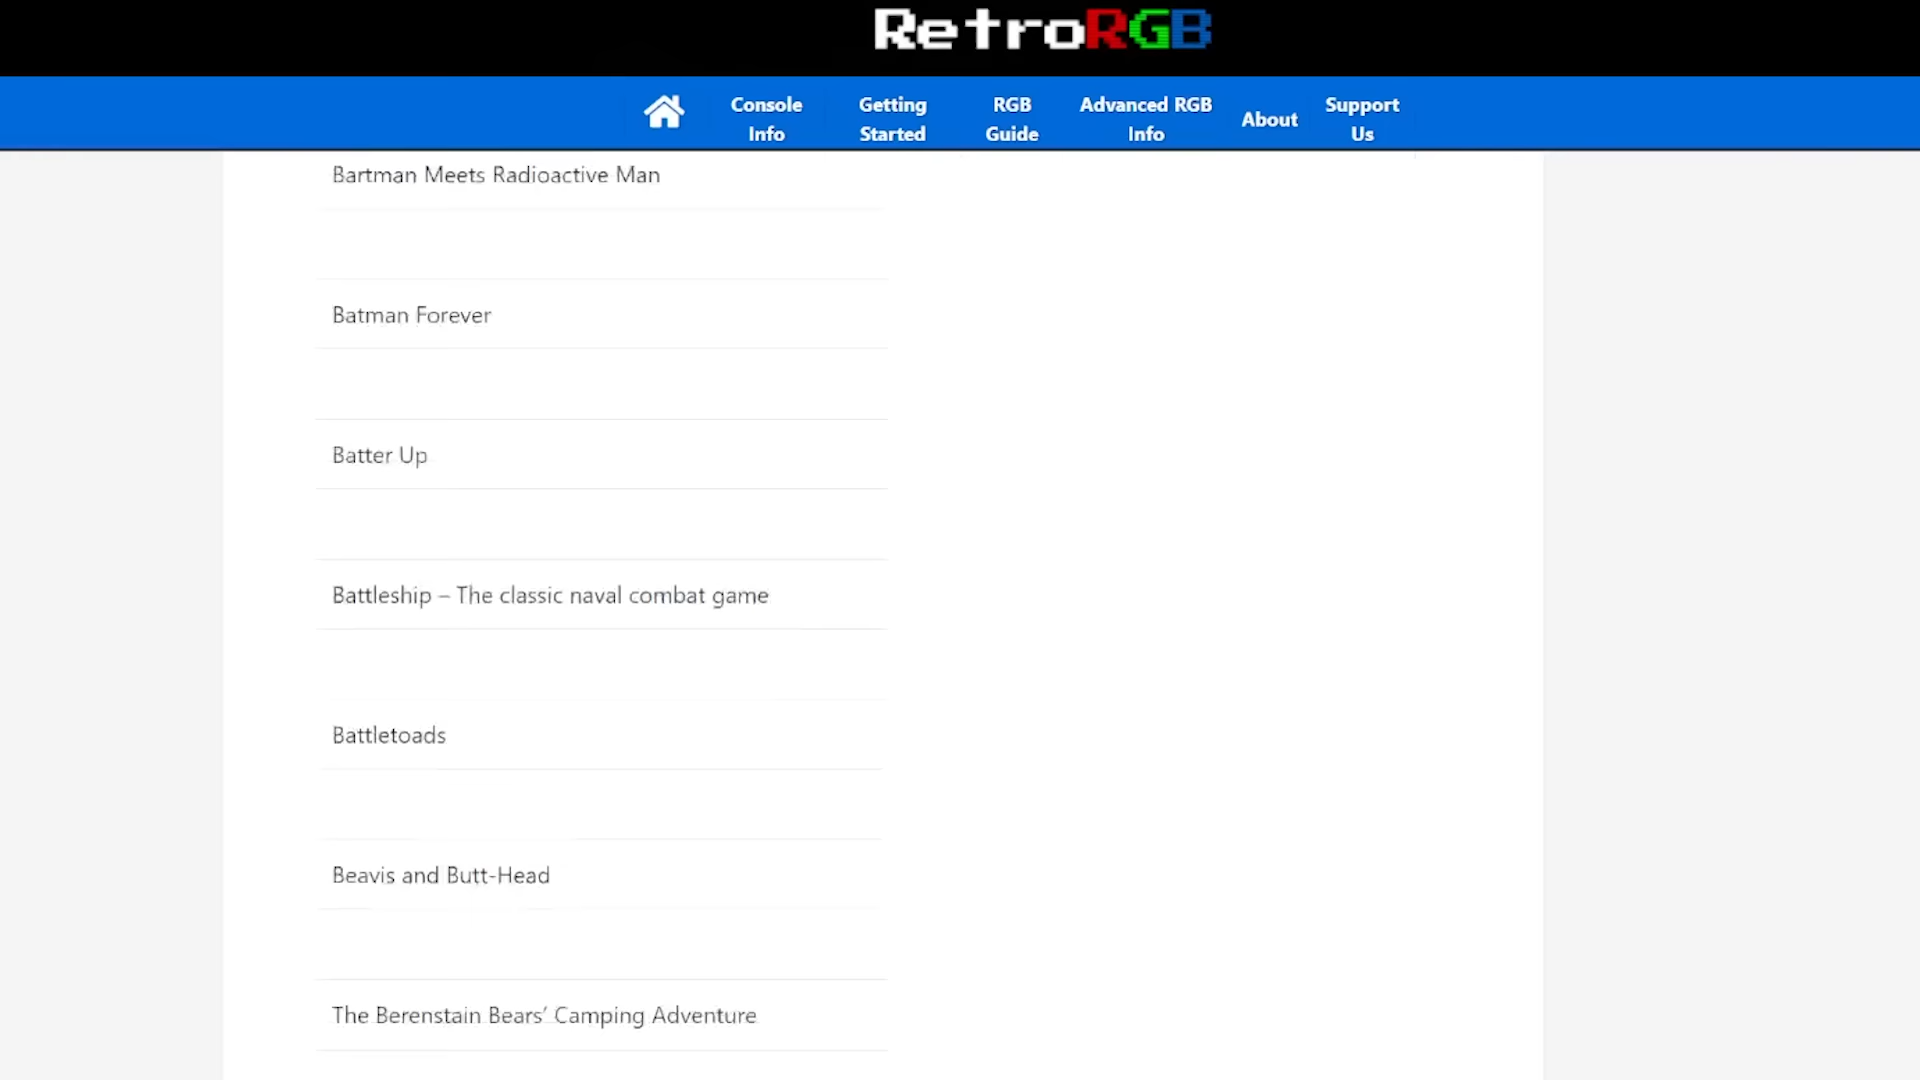 RetroRGB
Console Info
Getting Started
RGB Guide
Advanced RGB Info
About
Support Us
Bartman Meets Radioactive Man
Batman Forever
Batter Up
Battleship – The classic naval combat game
Battletoads
Beavis and Butt-Head
The Berenstain Bears’ Camping Adventure